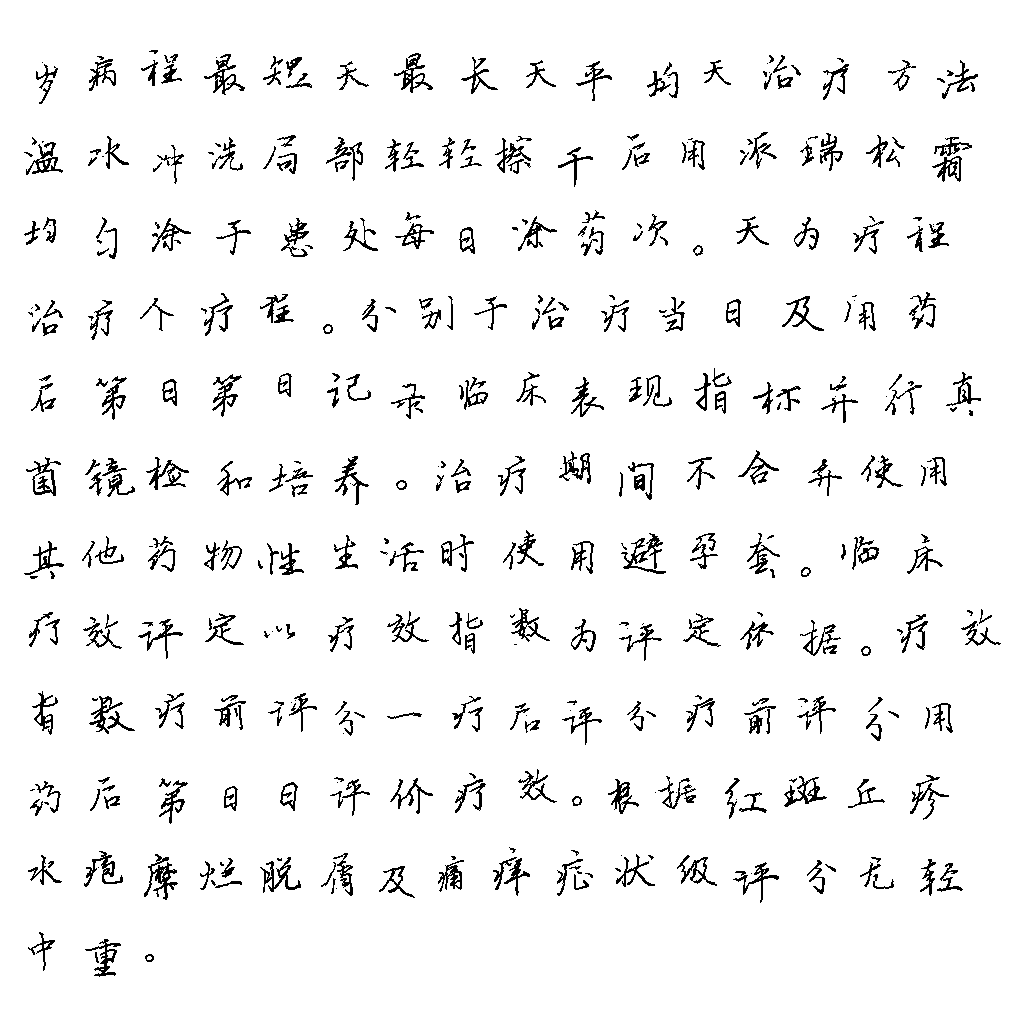 岁病程最短天最长天平均天治疗方法
温水冲洗局部轻轻擦干后用派瑞松霜
均匀涂于患处每日涂药次。天为疗程
治疗个疗程。分别于治疗当日及用药
后第日第日记录临床表现指标并行真
菌镜检和培养。治疗期间不合并使用
其他药物性生活时使用避孕套。临床
疗效评定以疗效指数为评定依据。疗效
指数疗前评分一疗后评分疗前评分用
药后第日日评价疗效。根据红斑丘疹
水疱糜烂脱屑及痛痒症状级评分无轻
中重。